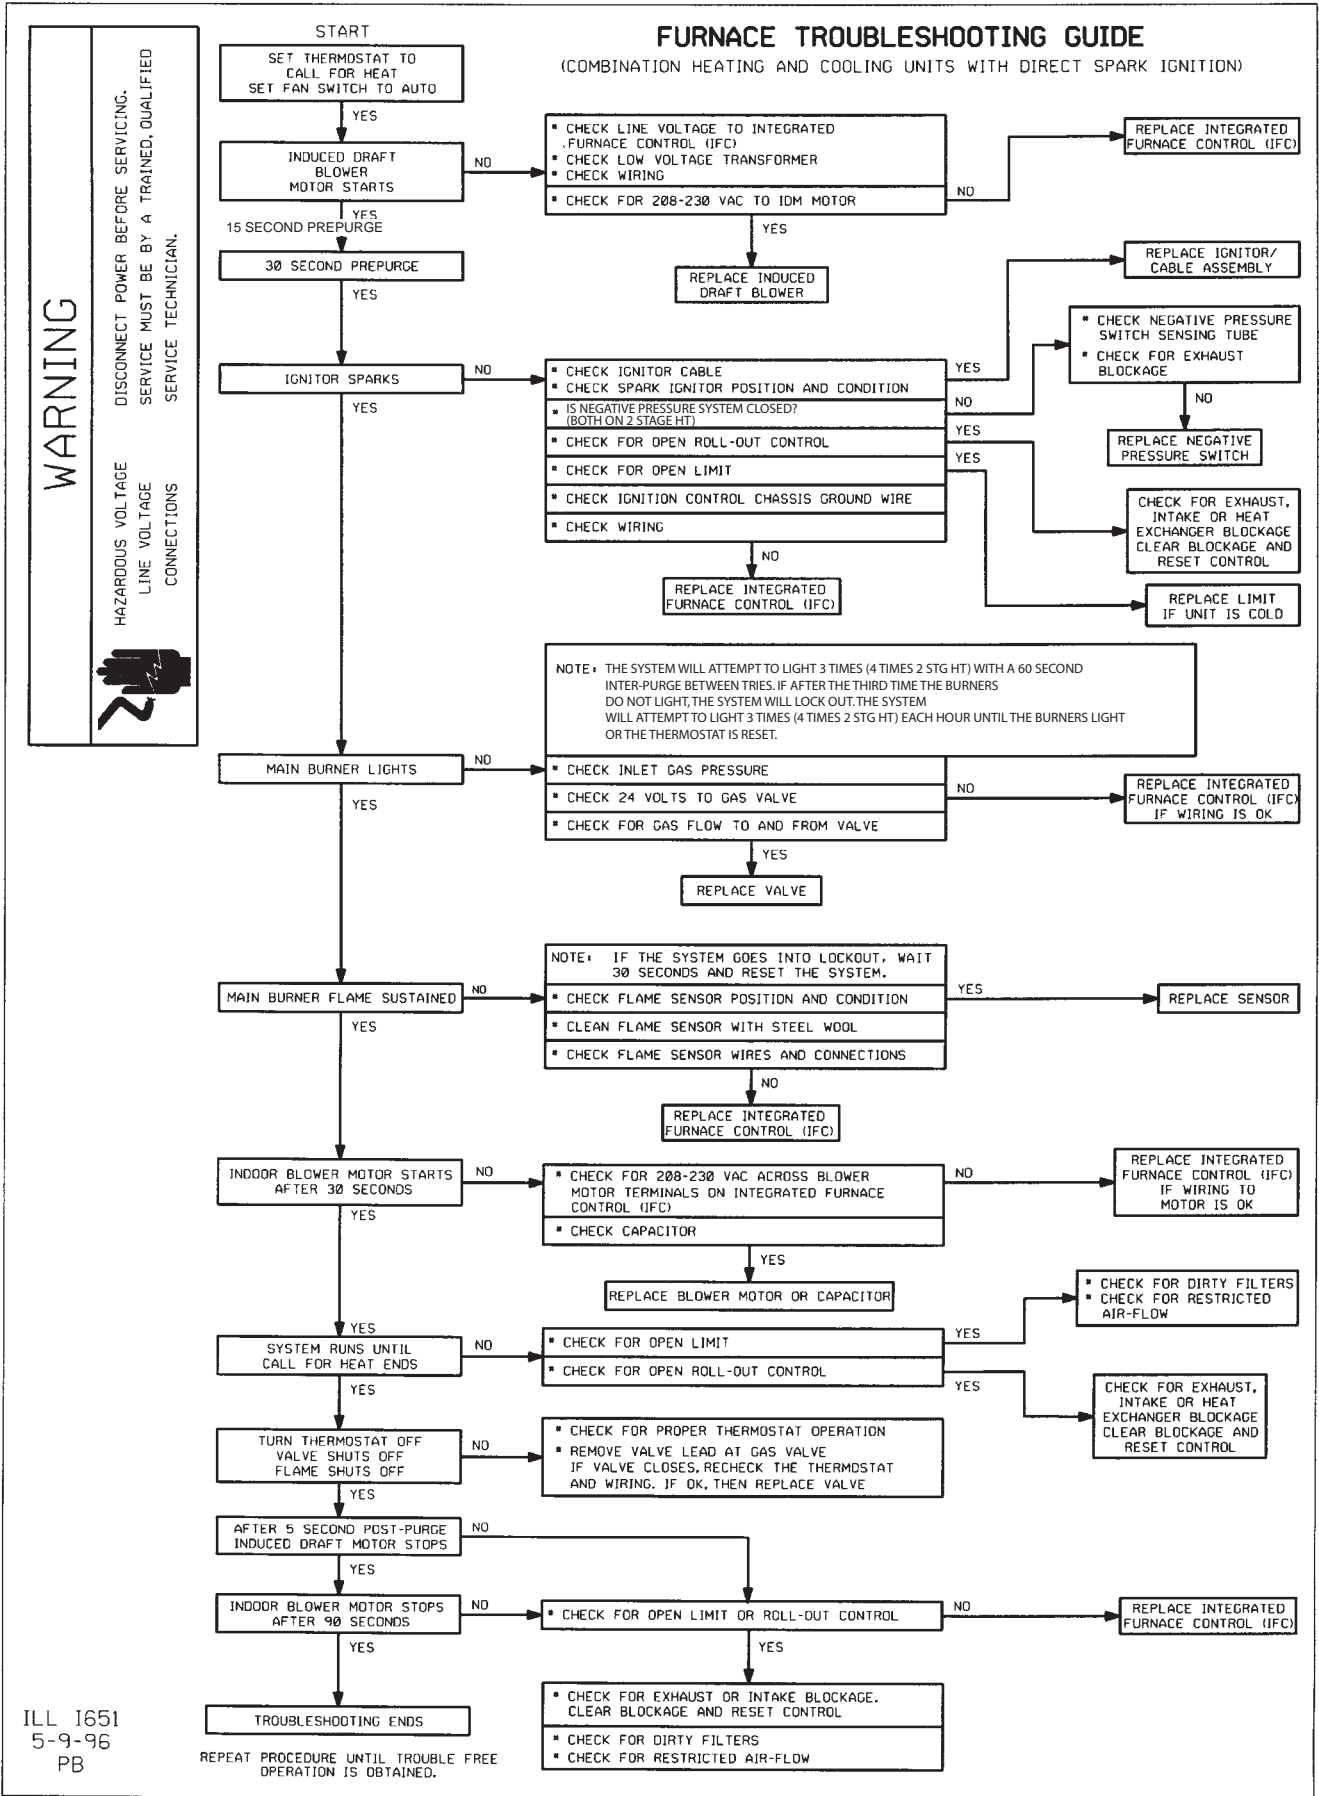 START
FURNACE TROUBLESHOOTING GUIDE
(COMBINATION HEATING AND COOLING UNITS WITH DIRECT SPARK IGNITION)
WARNING
HAZARDOUS VOLTAGE
LINE VOLTAGE
CONNECTIONS
DISCONNECT POWER BEFORE SERVICING.
SERVICE MUST BE BY A TRAINED, QUALIFIED
SERVICE TECHNICIAN.
SET THERMOSTAT TO
CALL FOR HEAT
SET FAN SWITCH TO AUTO
YES
INDUCED DRAFT
BLOWER
MOTOR STARTS
NO
* CHECK LINE VOLTAGE TO INTEGRATED
FURNACE CONTROL (IFC)
* CHECK LOW VOLTAGE TRANSFORMER
* CHECK WIRING
* CHECK FOR 208-230 VAC TO IDM MOTOR
NO
REPLACE INTEGRATED
FURNACE CONTROL (IFC)
YES
REPLACE INDUCED
DRAFT BLOWER
YES
15 SECOND PREPURGE
30 SECOND PREPURGE
YES
IGNITOR SPARKS
NO
* CHECK IGNITOR CABLE
* CHECK SPARK IGNITOR POSITION AND CONDITION
YES
REPLACE IGNITOR/
CABLE ASSEMBLY
* IS NEGATIVE PRESSURE SYSTEM CLOSED?
(BOTH ON 2 STAGE HT)
NO
* CHECK NEGATIVE PRESSURE
SWITCH SENSING TUBE
* CHECK FOR EXHAUST
BLOCKAGE
NO
REPLACE NEGATIVE
PRESSURE SWITCH
* CHECK FOR OPEN ROLL-OUT CONTROL
YES
CHECK FOR EXHAUST,
INTAKE OR HEAT
EXCHANGER BLOCKAGE
CLEAR BLOCKAGE AND
RESET CONTROL
* CHECK FOR OPEN LIMIT
YES
REPLACE LIMIT
IF UNIT IS COLD
* CHECK IGNITION CONTROL CHASSIS GROUND WIRE
* CHECK WIRING
NO
REPLACE INTEGRATED
FURNACE CONTROL (IFC)
YES
NOTE: THE SYSTEM WILL ATTEMPT TO LIGHT 3 TIMES (4 TIMES 2 STG HT) WITH A 60 SECOND
INTER-PURGE BETWEEN TRIES. IF AFTER THE THIRD TIME THE BURNERS
DO NOT LIGHT, THE SYSTEM WILL LOCK OUT. THE SYSTEM
WILL ATTEMPT TO LIGHT 3 TIMES (4 TIMES 2 STG HT) EACH HOUR UNTIL THE BURNERS LIGHT
OR THE THERMOSTAT IS RESET.
MAIN BURNER LIGHTS
NO
* CHECK INLET GAS PRESSURE
* CHECK 24 VOLTS TO GAS VALVE
* CHECK FOR GAS FLOW TO AND FROM VALVE
NO
REPLACE INTEGRATED
FURNACE CONTROL (IFC)
IF WIRING IS OK
YES
REPLACE VALVE
YES
NOTE: IF THE SYSTEM GOES INTO LOCKOUT, WAIT
30 SECONDS AND RESET THE SYSTEM.
MAIN BURNER FLAME SUSTAINED
NO
* CHECK FLAME SENSOR POSITION AND CONDITION
YES
REPLACE SENSOR
* CLEAN FLAME SENSOR WITH STEEL WOOL
* CHECK FLAME SENSOR WIRES AND CONNECTIONS
NO
REPLACE INTEGRATED
FURNACE CONTROL (IFC)
YES
INDOOR BLOWER MOTOR STARTS
AFTER 30 SECONDS
NO
* CHECK FOR 208-230 VAC ACROSS BLOWER
MOTOR TERMINALS ON INTEGRATED FURNACE
CONTROL (IFC)
* CHECK CAPACITOR
NO
REPLACE INTEGRATED
FURNACE CONTROL (IFC)
IF WIRING TO
MOTOR IS OK
YES
REPLACE BLOWER MOTOR OR CAPACITOR
YES
YES
SYSTEM RUNS UNTIL
CALL FOR HEAT ENDS
NO
* CHECK FOR OPEN LIMIT
YES
* CHECK FOR DIRTY FILTERS
* CHECK FOR RESTRICTED
AIR-FLOW
* CHECK FOR OPEN ROLL-OUT CONTROL
YES
CHECK FOR EXHAUST,
INTAKE OR HEAT
EXCHANGER BLOCKAGE
CLEAR BLOCKAGE AND
RESET CONTROL
YES
TURN THERMOSTAT OFF
VALVE SHUTS OFF
FLAME SHUTS OFF
NO
* CHECK FOR PROPER THERMOSTAT OPERATION
* REMOVE VALVE LEAD AT GAS VALVE
IF VALVE CLOSES, RECHECK THE THERMOSTAT
AND WIRING. IF OK, THEN REPLACE VALVE
YES
AFTER 5 SECOND POST-PURGE
INDUCED DRAFT MOTOR STOPS
NO
YES
INDOOR BLOWER MOTOR STOPS
AFTER 90 SECONDS
NO
* CHECK FOR OPEN LIMIT OR ROLL-OUT CONTROL
NO
REPLACE INTEGRATED
FURNACE CONTROL (IFC)
YES
* CHECK FOR EXHAUST OR INTAKE BLOCKAGE.
CLEAR BLOCKAGE AND RESET CONTROL
* CHECK FOR DIRTY FILTERS
* CHECK FOR RESTRICTED AIR-FLOW
YES
TROUBLESHOOTING ENDS
REPEAT PROCEDURE UNTIL TROUBLE FREE
OPERATION IS OBTAINED.
ILL I651
5-9-96
PB